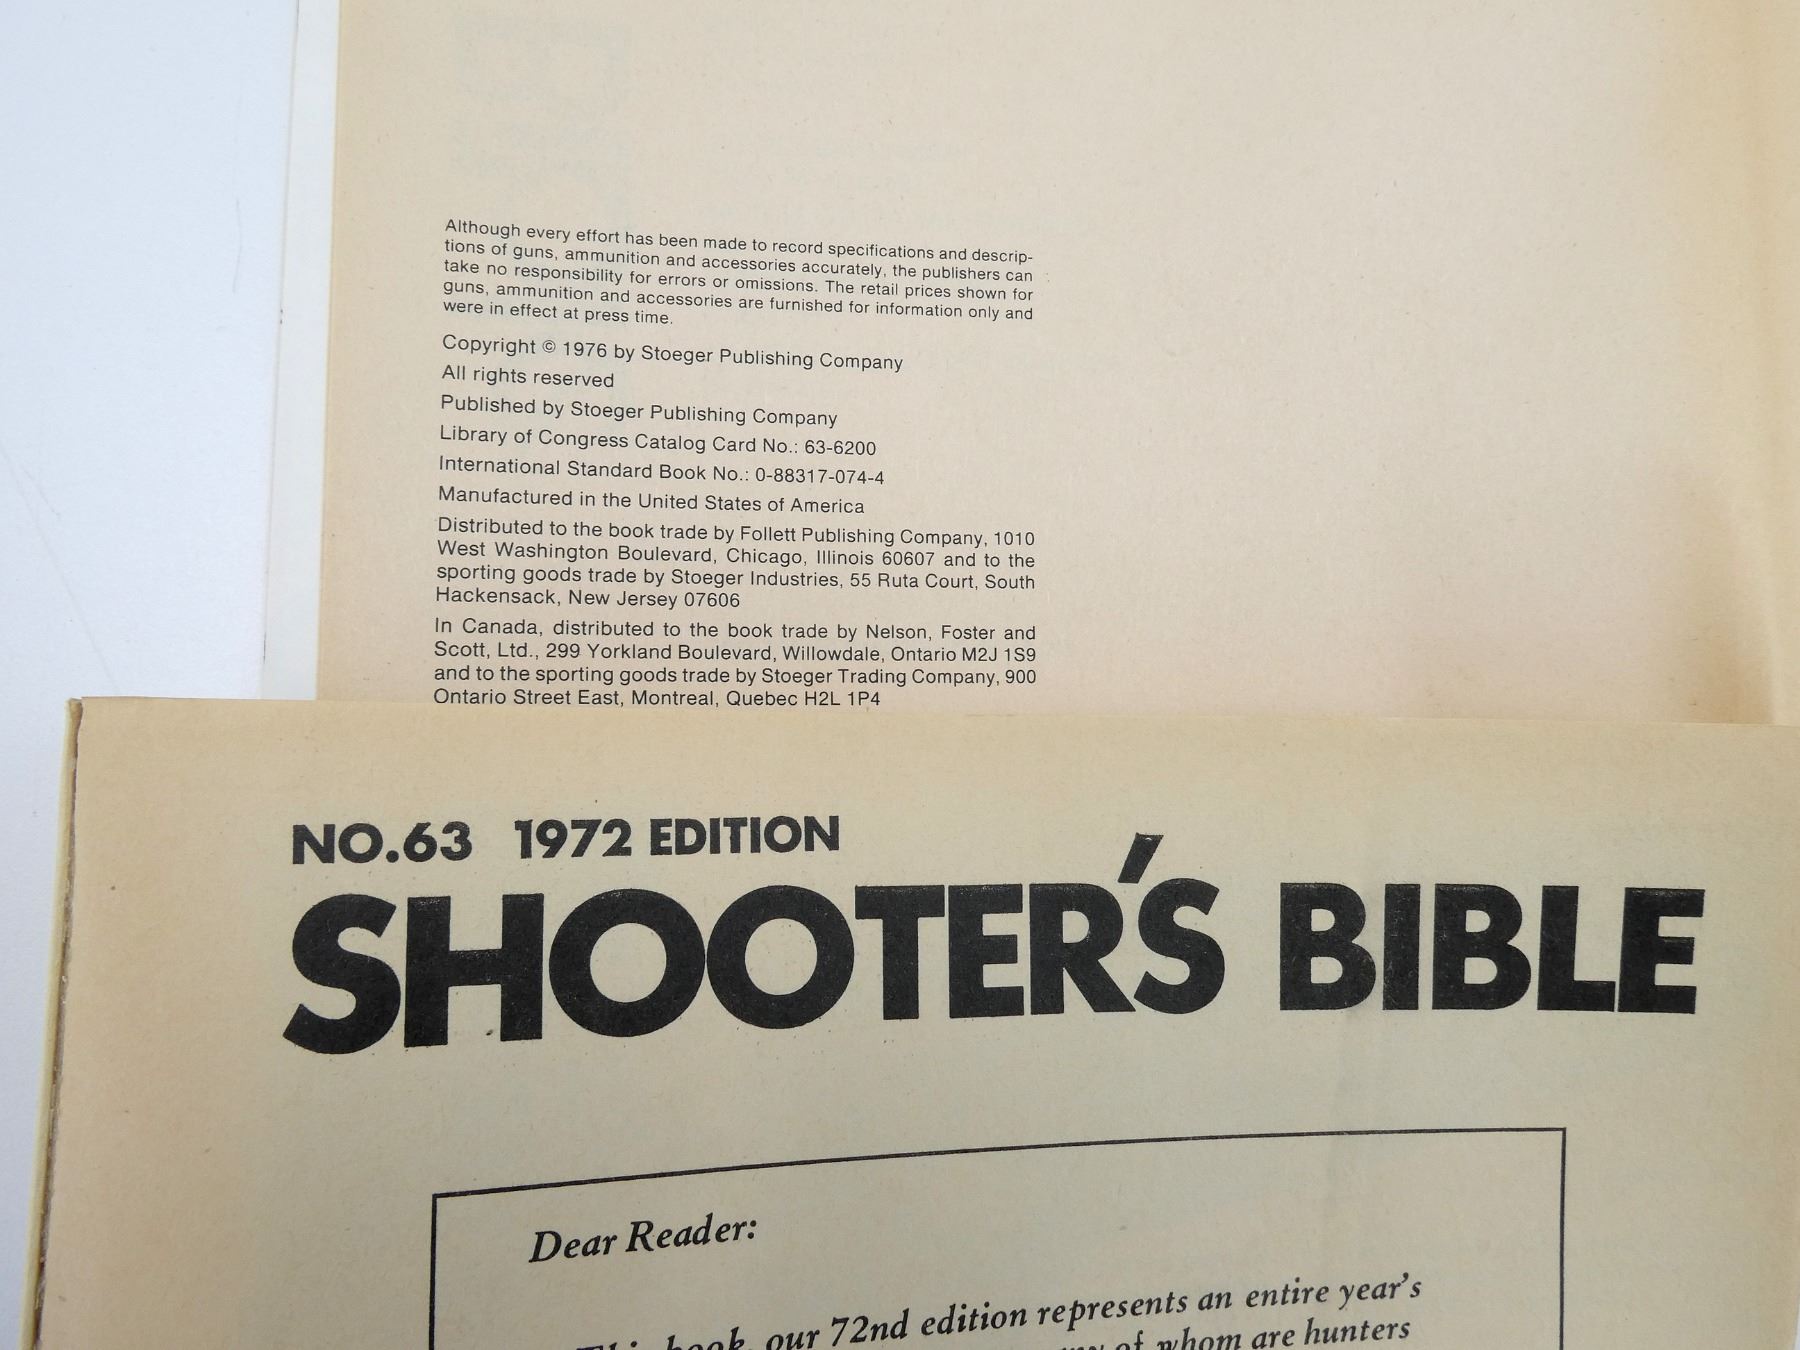 Although every effort has been made to record specifications and descrip-
tions of guns, ammunition and accessories accurately, the publishers can
take no responsibility for errors or omissions. The retail prices shown for
guns, ammunition and accessories are furnished for information only and
were in effect at press time.
Copyright © 1976 by Stoeger Publishing Company
All rights reserved
Published by Stoeger Publishing Company
Library of Congress Catalog Card No.: 63-6200
International Standard Book No.: 0-88317-074-4
Manufactured in the United States of America
Distributed to the book trade by Follett Publishing Company, 1010
West Washington Boulevard, Chicago, Illinois 60607 and to the
sporting goods trade by Stoeger Industries, 55 Ruta Court, South
Hackensack, New Jersey 07606
In Canada, distributed to the book trade by Nelson, Foster and
Scott, Ltd., 299 Yorkland Boulevard, Willowdale, Ontario M2J 1S9
and to the sporting goods trade by Stoeger Trading Company, 900
Ontario Street East, Montreal, Quebec H2L 1P4
NO.63 1972 EDITION
SHOOTER'S BIBLE
Dear Reader:
This book, our 72nd edition represents an entire year's
of whom are hunters